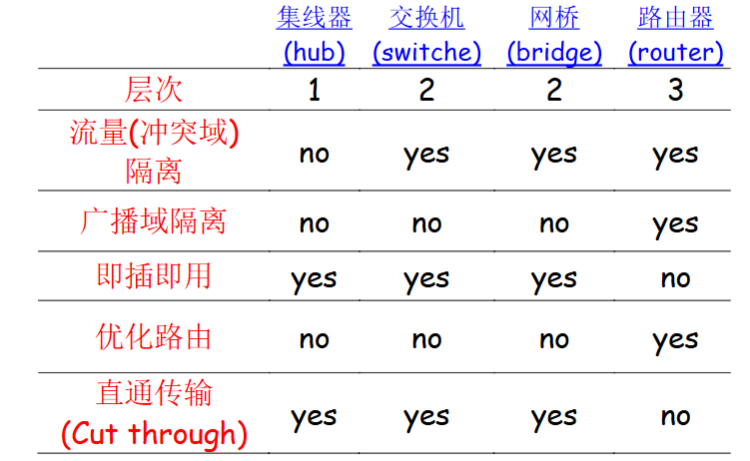 集线器 交换机 网桥 路由器
(hub) (switche) (bridge) (router)
层次 1 2 2 3
流量(冲突域)
隔离 no yes yes yes
广播域隔离 no no no yes
即插即用 yes yes yes no
优化路由 no no no yes
直通传输
(Cut through) yes yes yes no